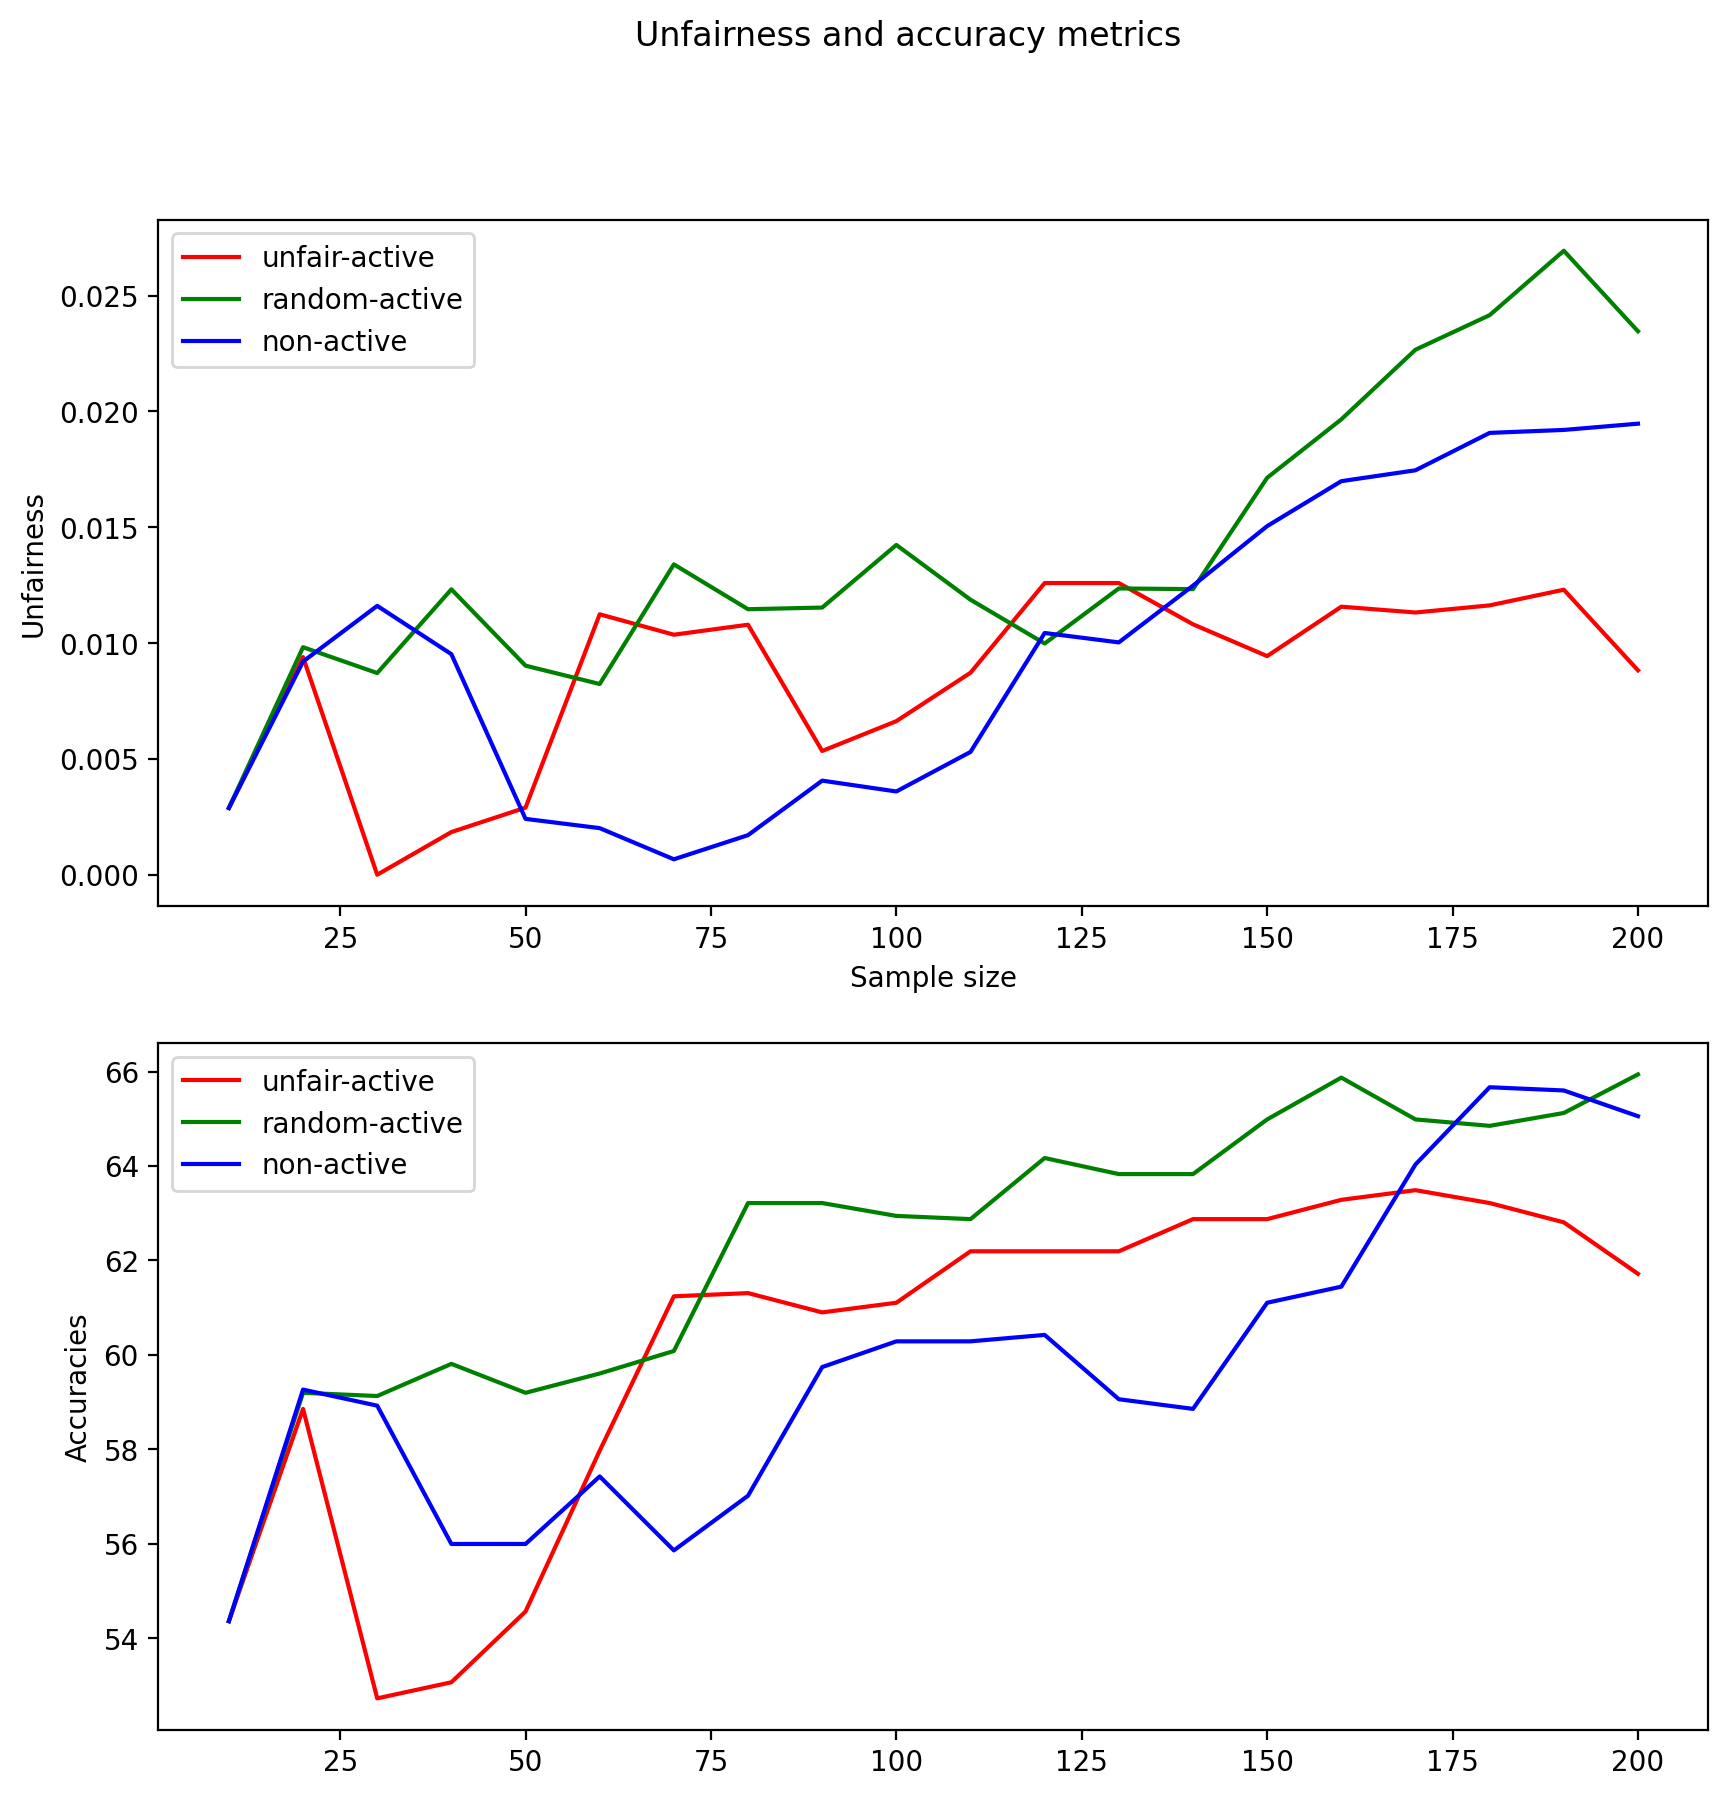 Unfairness and accuracy metrics
unfair-active
random-active
non-active
0.025
0.020
0.015
0.010
0.005
0.000
Unfairness
25 50 75 100 125 150 175 200
Sample size
unfair-active
random-active
non-active
66
64
62
60
58
56
54
Accuracies
25 50 75 100 125 150 175 200